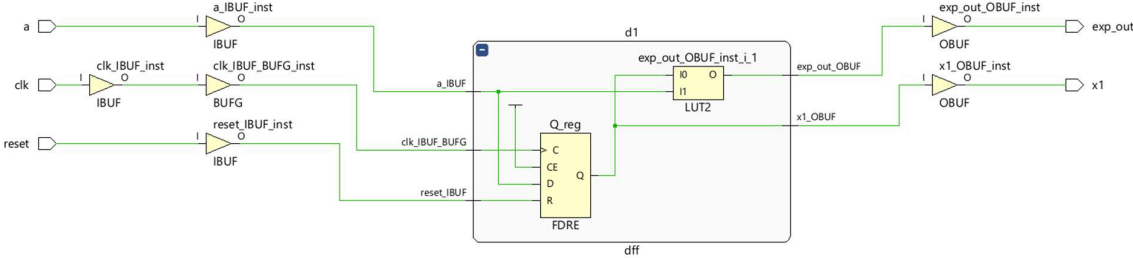 a_IBUF_inst
a
I
O
IBUF
clk_IBUF_inst
clk_IBUF_BUFG_inst
clk
I
O
I
O
IBUF
BUFG
reset_IBUF_inst
reset
I
O
IBUF
d1
exp_out_OBUF_inst_i_1
I0
O
I1
LUT2
a_IBUF
clk_IBUF_BUFG
reset_IBUF
Q_reg
C
CE
D
R
Q
FDRE
dff
exp_out_OBUF
x1_OBUF
exp_out_OBUF_inst
I
O
OBUF
exp_out
x1_OBUF_inst
I
O
OBUF
x1